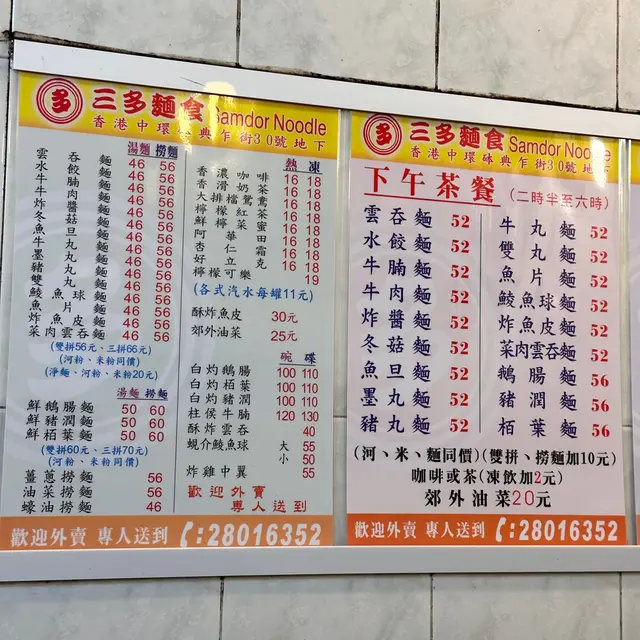 三多麵食 Samdor Noodle
香港中環砵典乍街30號地下
湯麵 撈麵
雲吞麵 46 56
水餃麵 46 56
牛腩麵 46 56
牛肉麵 46 56
炸醬麵 46 56
冬菇麵 46 56
魚旦麵 46 56
牛丸麵 46 56
墨丸麵 46 56
豬丸麵 46 56
雙丸麵 46 56
鯪魚球麵 46 56
魚片麵 46 56
炸魚皮麵 46 56
菜肉雲吞麵 46 56
(雙拼56元、三拼66元)
(河粉、米粉同價)
(淨麵、河粉、米粉20元)
湯麵 撈麵
鮮鵝腸麵 50 60
鮮豬潤麵 50 60
鮮栢葉麵 50 60
(雙拼60元、三拼70元)
(河粉、米粉同價)
薑蔥撈麵 56
油菜撈麵 56
蠔油撈麵 46
熱 凍
香濃咖啡 16 18
香滑奶茶 16 18
大排檔鴛鴦 16 18
檸檬紅茶 16 18
鮮檸菜蜜 16 18
阿華田 16 18
杏仁霜 16 18
好立克 16 18
檸檬可樂 19
(各式汽水每罐11元)
酥炸魚皮 30元
郊外油菜 25元
碗 碟
白灼鵝腸 100 110
白灼栢葉 100 110
白灼豬潤 100 110
柱侯牛腩 120 130
酥炸雲吞 40
蜆介鯪魚球 大 55
小 50
炸雞中翼 55
歡迎外賣
專人送到
歡迎外賣 專人送到 ✆:28016352
三多麵食 Samdor Noodle
香港中環砵典乍街30號地下
下午茶餐 (二時半至六時)
雲吞麵 52
水餃麵 52
牛腩麵 52
牛肉麵 52
炸醬麵 52
冬菇麵 52
魚旦麵 52
墨丸麵 52
豬丸麵 52
牛丸麵 52
雙丸麵 52
魚片麵 52
鯪魚球麵 52
炸魚皮麵 52
菜肉雲吞麵 52
鵝腸麵 56
豬潤麵 56
栢葉麵 56
(河、米、麵同價)(雙拼、撈麵加10元)
咖啡或茶(凍飲加2元)
郊外油菜20元
歡迎外賣 專人送到 ✆:28016352